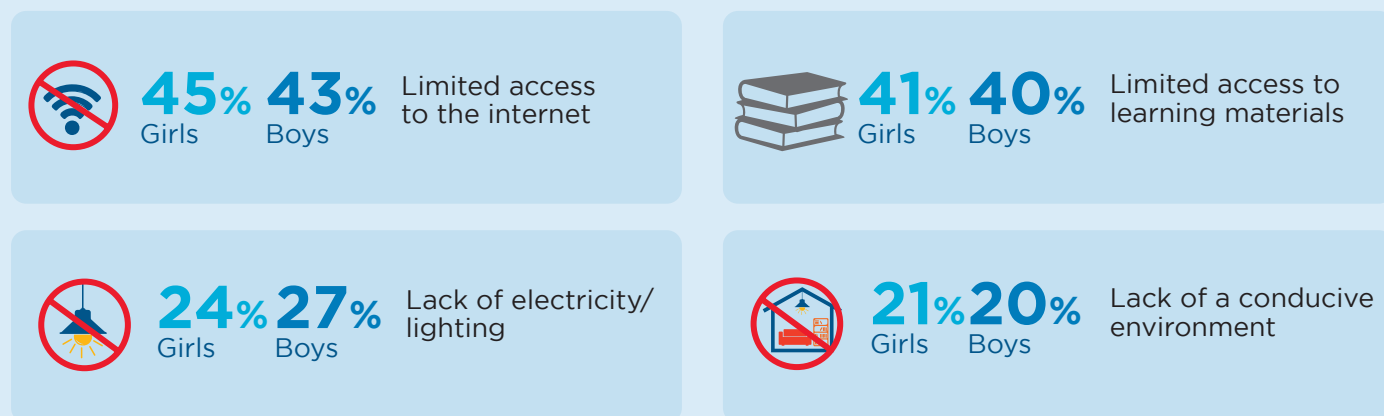 45% 43%
Girls Boys
Limited access
to the internet
41% 40%
Girls Boys
Limited access to
learning materials
24% 27%
Girls Boys
Lack of electricity/
lighting
21% 20%
Girls Boys
Lack of a conducive
environment